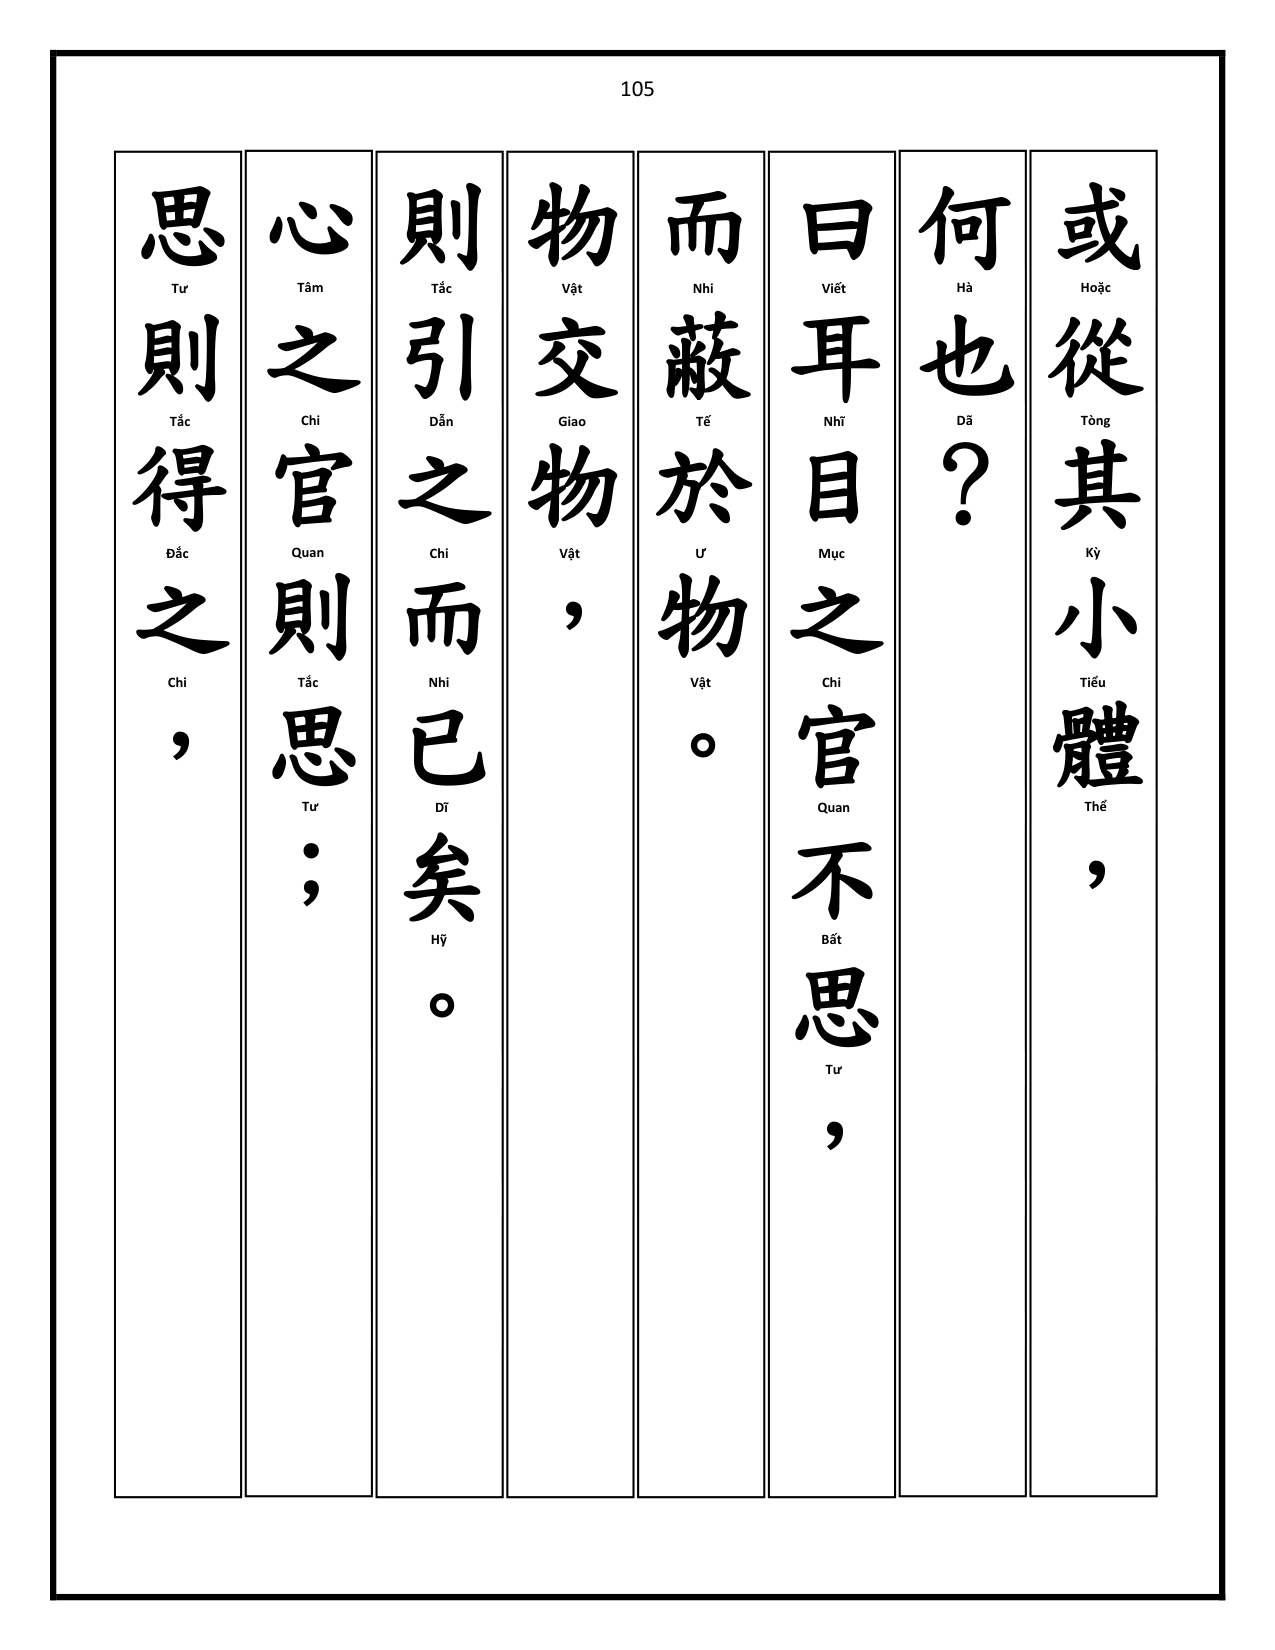 105
或從其小體，
Hoặc Tòng Kỳ Tiểu Thể
何也？
Hà Dã
曰耳目之官不思，
Viết Nhĩ Mục Chi Quan Bất Tư
而蔽於物。
Nhi Tế Ư Vật
物交物，
Vật Giao Vật
則引之而已矣。
Tắc Dẫn Chi Nhi Dĩ Hỹ
心之官則思；
Tâm Chi Quan Tắc Tư
思則得之，
Tư Tắc Đắc Chi